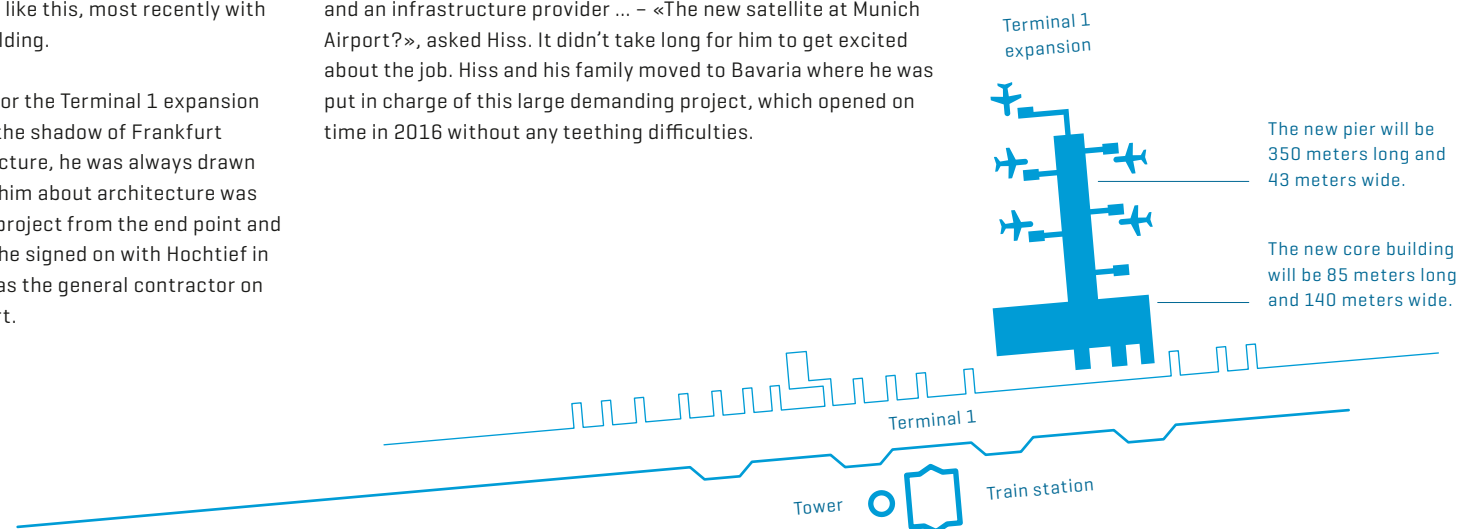 like this, most recently with
lding.
or the Terminal 1 expansion
the shadow of Frankfurt
cture, he was always drawn
him about architecture was
project from the end point and
he signed on with Hochtief in
as the general contractor on
rt.
and an infrastructure provider ... – «The new satellite at Munich
Airport?», asked Hiss. It didn’t take long for him to get excited
about the job. Hiss and his family moved to Bavaria where he was
put in charge of this large demanding project, which opened on
time in 2016 without any teething difficulties.
Terminal 1
expansion
The new pier will be
350 meters long and
43 meters wide.
The new core building
will be 85 meters long
and 140 meters wide.
Terminal 1
Tower
Train station